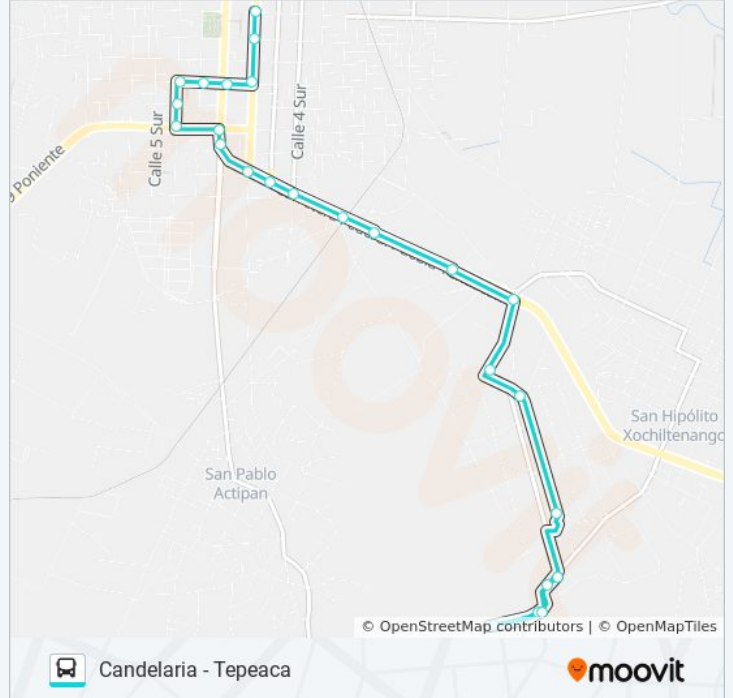 Calle 4 Sur
Calle 5 Sur
Poniente
San Hipólito
Xochiltenango
San Pablo
Actipan
© OpenStreetMap contributors | © OpenMapTiles
Candelaria - Tepeaca
moovit
moovit